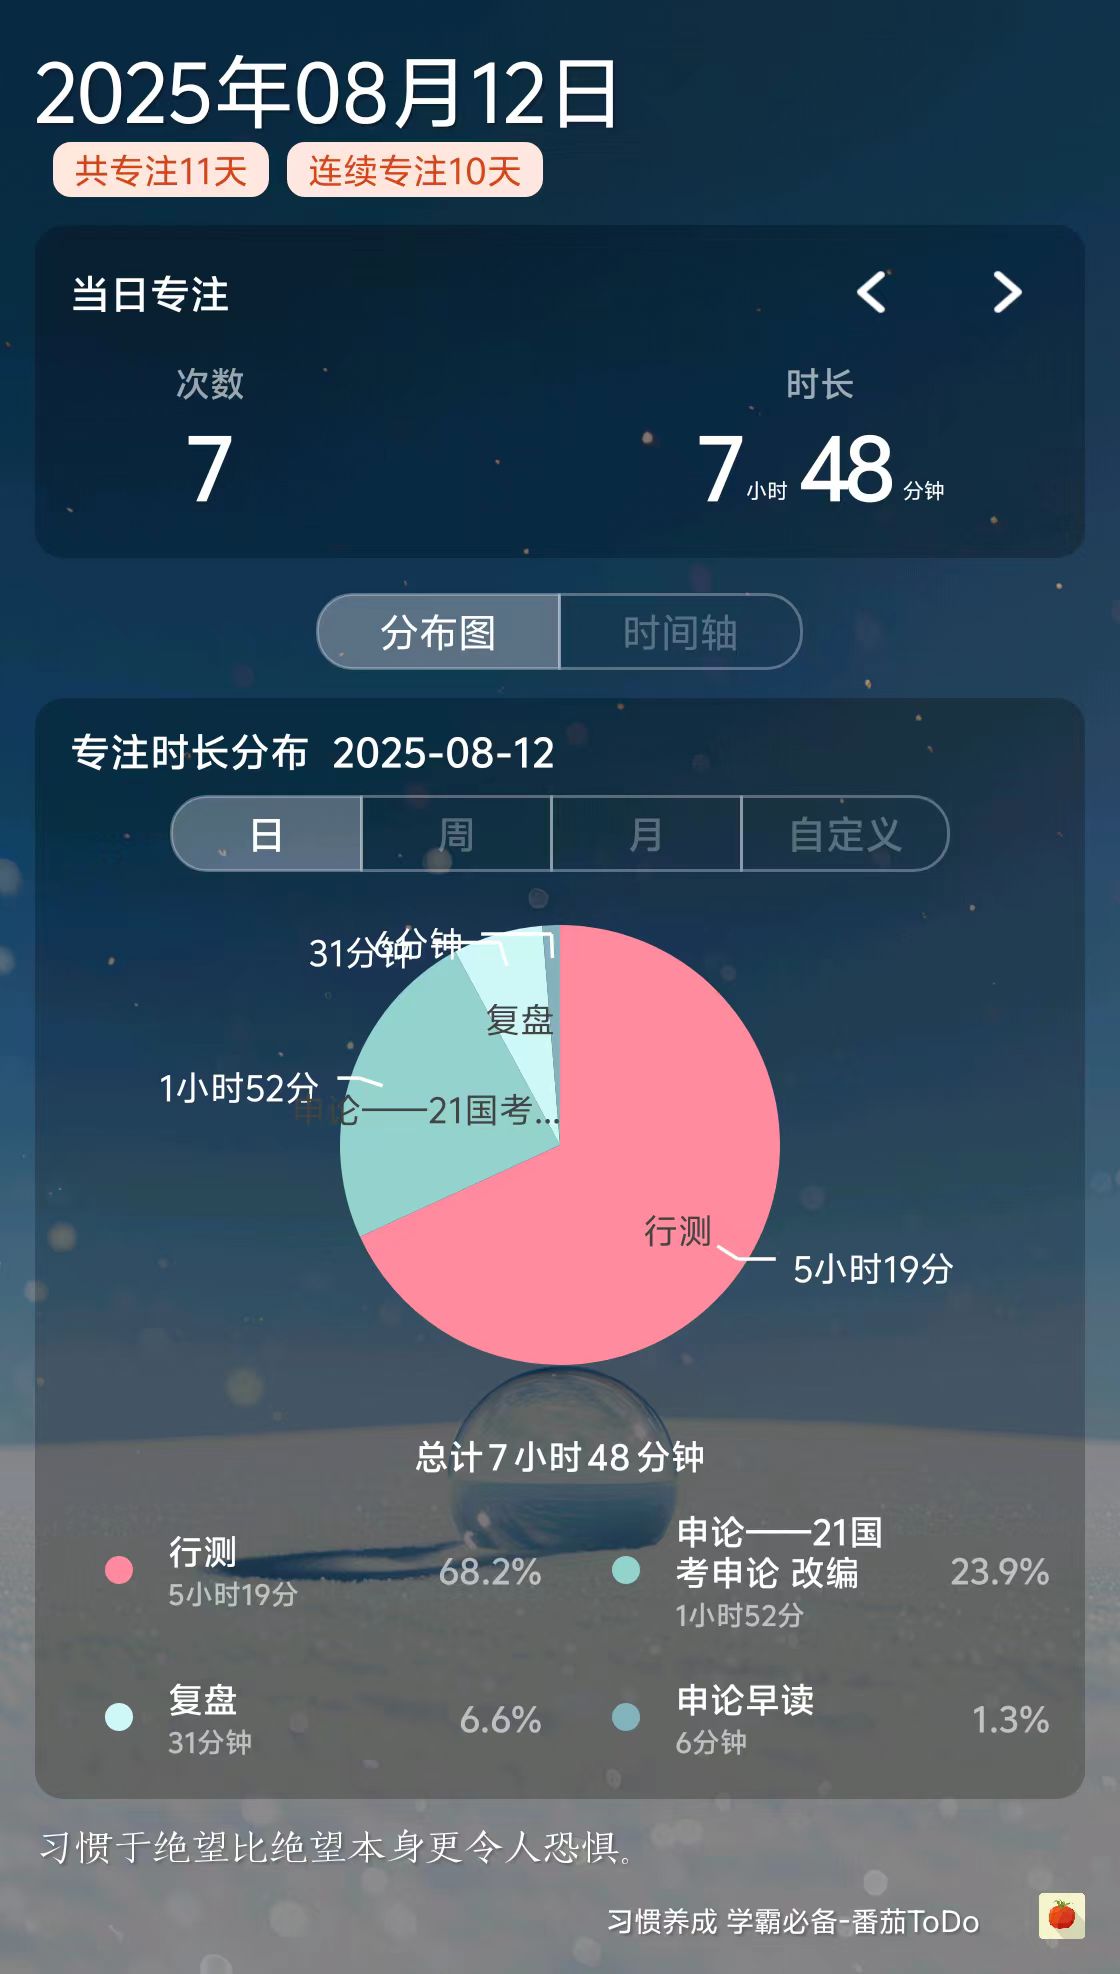 2025年08月12日
共专注11天 连续专注10天
当日专注
次数 时长
7 7小时48分钟
分布图 时间轴
专注时长分布 2025-08-12
日 周 月 自定义
6分钟
31分钟
复盘
1小时52分
申论——21国考...
行测
5小时19分
总计7小时48分钟
行测
5小时19分
68.2%
申论——21国
考申论 改编
1小时52分
23.9%
复盘
31分钟
6.6%
申论早读
6分钟
1.3%
习惯于绝望比绝望本身更令人恐惧。
习惯养成 学霸必备-番茄ToDo